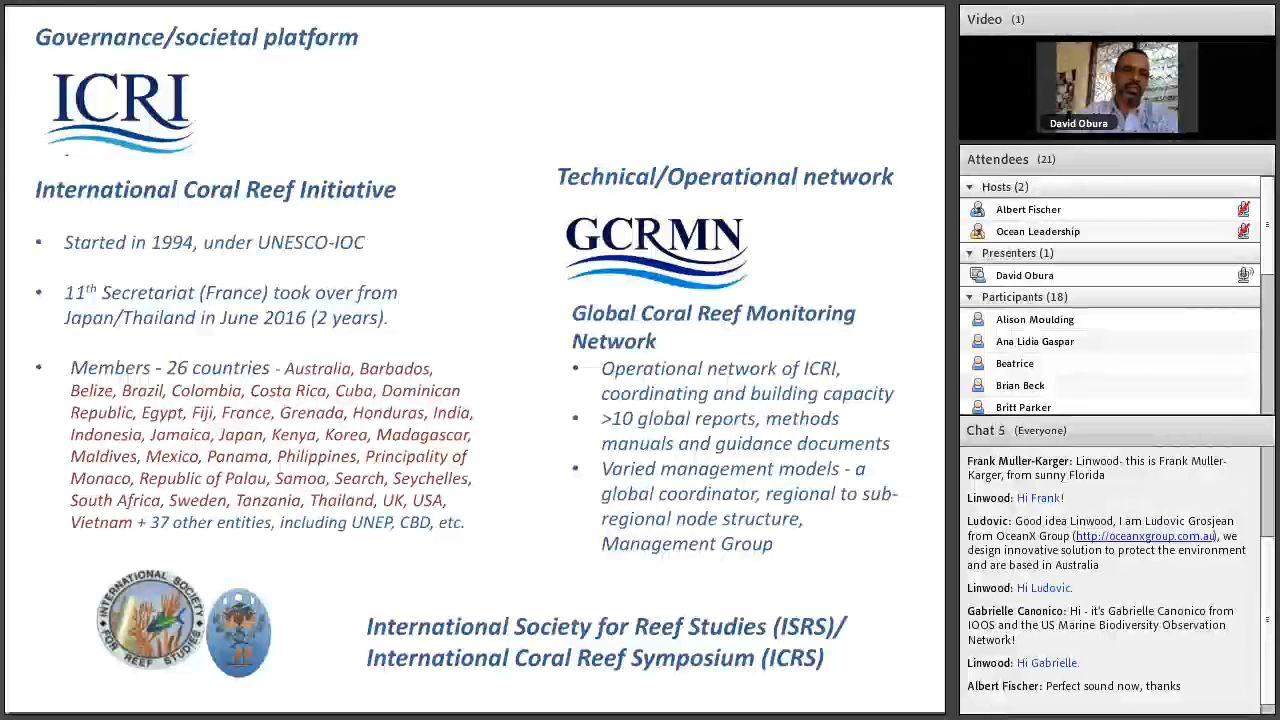 Governance/societal platform
ICRI
International Coral Reef Initiative
• Started in 1994, under UNESCO-IOC
• 11th Secretariat (France) took over from
Japan/Thailand in June 2016 (2 years).
• Members - 26 countries - Australia, Barbados,
Belize, Brazil, Colombia, Costa Rica, Cuba, Dominican
Republic, Egypt, Fiji, France, Grenada, Honduras, India,
Indonesia, Jamaica, Japan, Kenya, Korea, Madagascar,
Maldives, Mexico, Panama, Philippines, Principality of
Monaco, Republic of Palau, Samoa, Search, Seychelles,
South Africa, Sweden, Tanzania, Thailand, UK, USA,
Vietnam + 37 other entities, including UNEP, CBD, etc.
Technical/Operational network
GCRMN
Global Coral Reef Monitoring
Network
• Operational network of ICRI,
coordinating and building capacity
• >10 global reports, methods
manuals and guidance documents
• Varied management models - a
global coordinator, regional to sub-
regional node structure,
Management Group
INTERNATIONAL SOCIETY
FOR REEF STUDIES
International Society for Reef Studies (ISRS)/
International Coral Reef Symposium (ICRS)
Video (1)
David Obura
Attendees (21)
Hosts (2)
Albert Fischer
Ocean Leadership
Presenters (1)
David Obura
Participants (18)
Alison Moulding
Ana Lidia Gaspar
Beatrice
Brian Beck
Britt Parker
Chat 5 (Everyone)
Frank Muller-Karger: Linwood- this is Frank Muller-
Karger, from sunny Florida
Linwood: Hi Frank!
Ludovic: Good idea Linwood, I am Ludovic Grosjean
from OceanX Group (http://oceanxgroup.com.au), we
design innovative solution to protect the environment
and are based in Australia
Linwood: Hi Ludovic.
Gabrielle Canonico: Hi - it's Gabrielle Canonico from
IOOS and the US Marine Biodiversity Observation
Network!
Linwood: Hi Gabrielle.
Albert Fischer: Perfect sound now, thanks